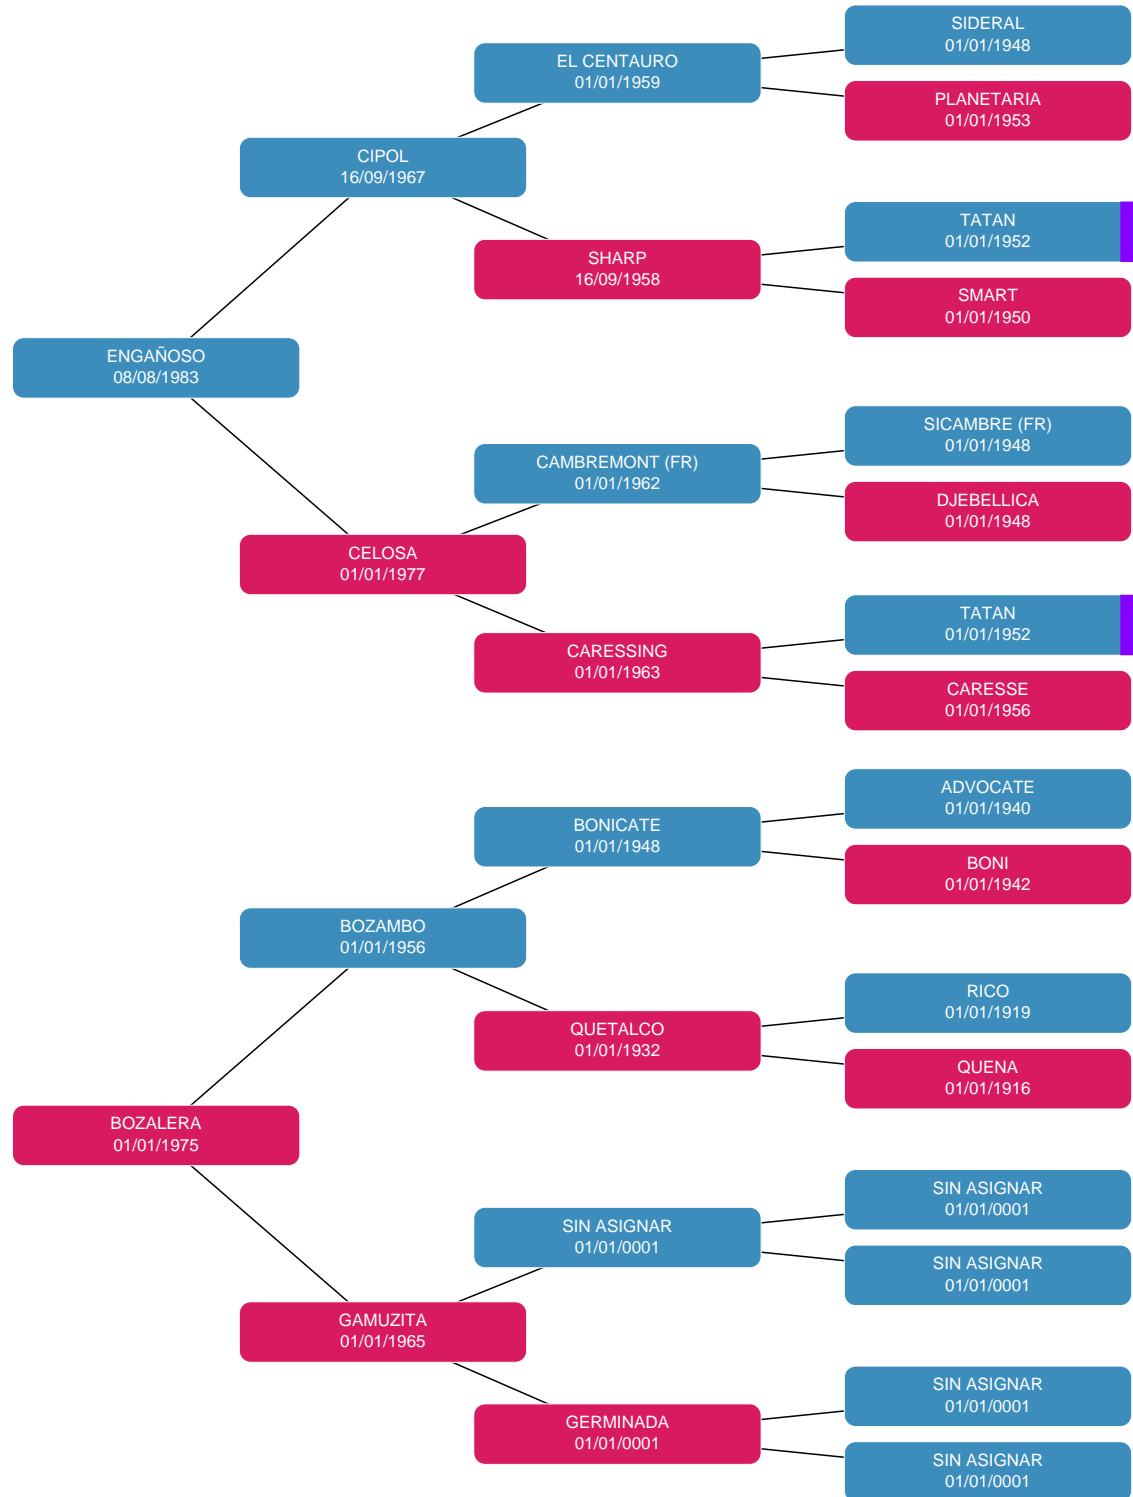 SIDERAL
01/01/1948
EL CENTAURO
01/01/1959
PLANETARIA
01/01/1953
CIPOL
16/09/1967
TATAN
01/01/1952
SHARP
16/09/1958
SMART
01/01/1950
ENGAÑOSO
08/08/1983
SICAMBRE (FR)
01/01/1948
CAMBREMONT (FR)
01/01/1962
DJEBELLICA
01/01/1948
CELOSA
01/01/1977
TATAN
01/01/1952
CARESSING
01/01/1963
CARESSE
01/01/1956
ADVOCATE
01/01/1940
BONICATE
01/01/1948
BONI
01/01/1942
BOZAMBO
01/01/1956
RICO
01/01/1919
QUETALCO
01/01/1932
QUENA
01/01/1916
BOZALERA
01/01/1975
SIN ASIGNAR
01/01/0001
SIN ASIGNAR
01/01/0001
SIN ASIGNAR
01/01/0001
GAMUZITA
01/01/1965
SIN ASIGNAR
01/01/0001
GERMINADA
01/01/0001
SIN ASIGNAR
01/01/0001